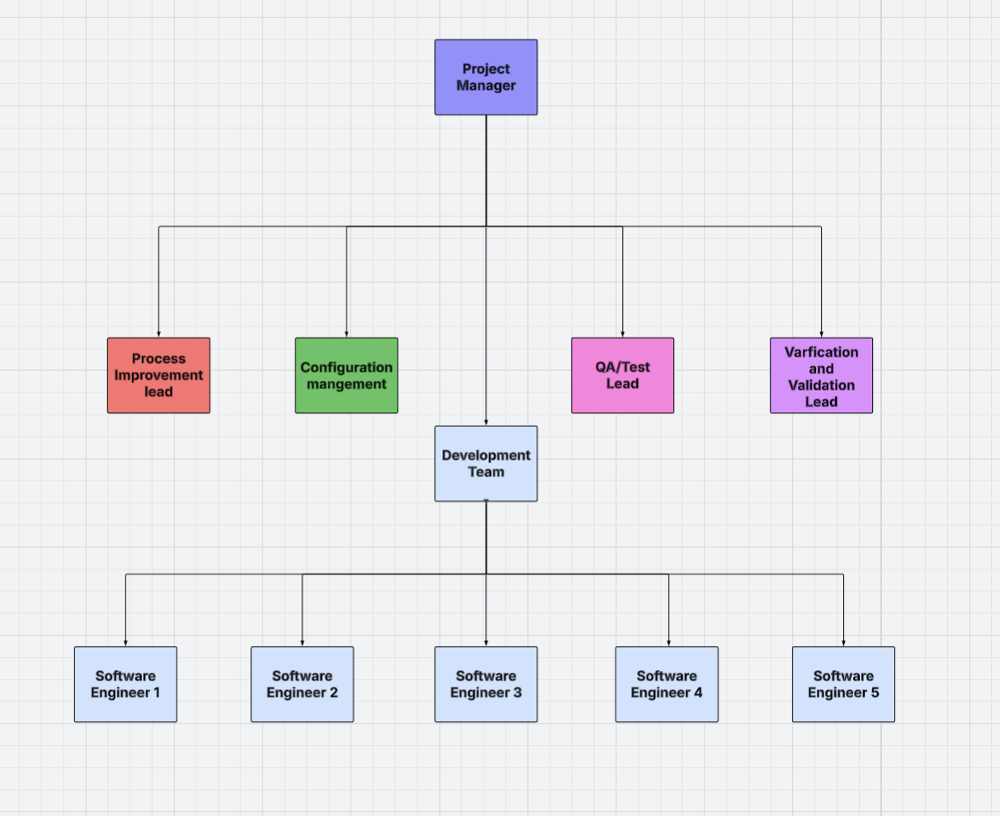 Project
Manager
Process
Improvement
lead
Configuration
mangement
QA/Test
Lead
Varfication
and
Validation
Lead
Development
Team
Software
Engineer 1
Software
Engineer 2
Software
Engineer 3
Software
Engineer 4
Software
Engineer 5